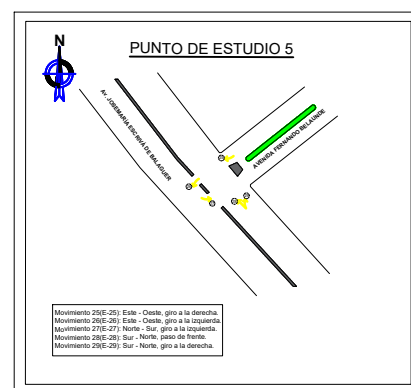 PUNTO DE ESTUDIO 5
N
Av. JOSEMARÍA ESCRIVÁ DE BALAGUER
AVENIDA FERNANDO BELAUNDE
Movimiento 25(E-25): Este - Oeste, giro a la derecha.
Movimiento 26(E-26): Este - Oeste, giro a la izquierda.
Movimiento 27(E-27): Norte - Sur, giro a la izquierda.
Movimiento 28(E-28): Sur - Norte, paso de frente.
Movimiento 29(E-29): Sur - Norte, giro a la derecha.